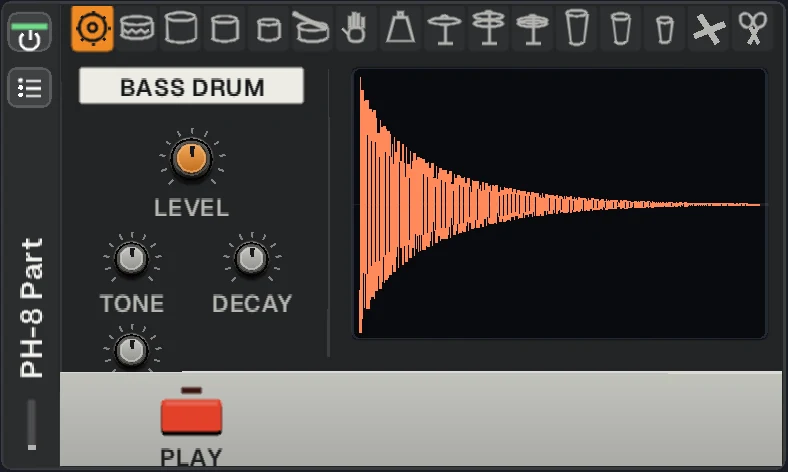 BASS DRUM
LEVEL
TONE
DECAY
PH-8 Part
PLAY